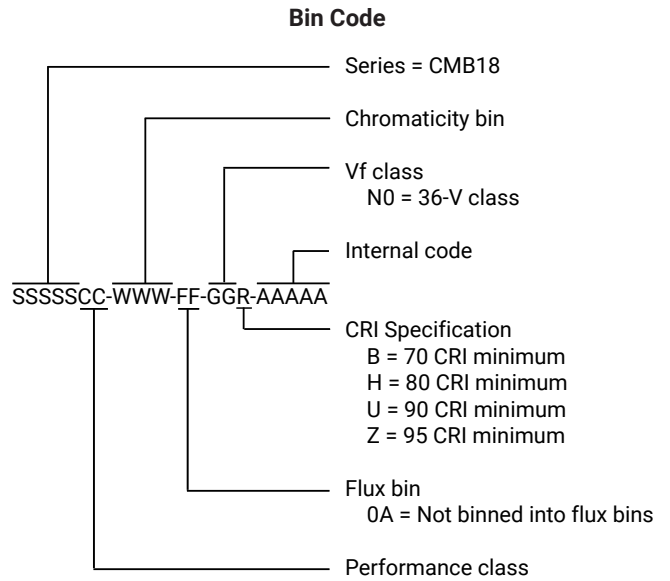 Bin Code
Series = CMB18
Chromaticity bin
Vf class
N0 = 36-V class
Internal code
SSSSSCC-WWW-FF-GGR-AAAAA
CRI Specification
B = 70 CRI minimum
H = 80 CRI minimum
U = 90 CRI minimum
Z = 95 CRI minimum
Flux bin
0A = Not binned into flux bins
Performance class